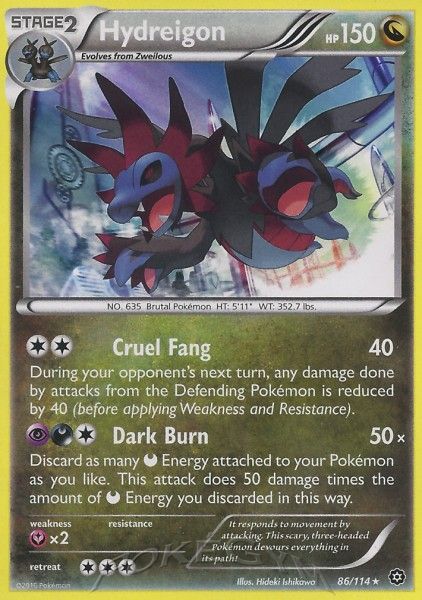 STAGE2
Hydreigon
HP150
Evolves from Zweilous
NO. 635 Brutal Pokémon HT: 5'11" WT: 352.7 lbs.
Cruel Fang 40
During your opponent's next turn, any damage done
by attacks from the Defending Pokémon is reduced
by 40 (before applying Weakness and Resistance).
Dark Burn 50×
Discard as many Energy attached to your Pokémon
as you like. This attack does 50 damage times the
amount of Energy you discarded in this way.
weakness resistance
×2
retreat
It responds to movement by
attacking. This scary, three-headed
Pokémon devours everything in
its path!
Illus. Hideki Ishikawa 86/114★
©2016 Pokémon